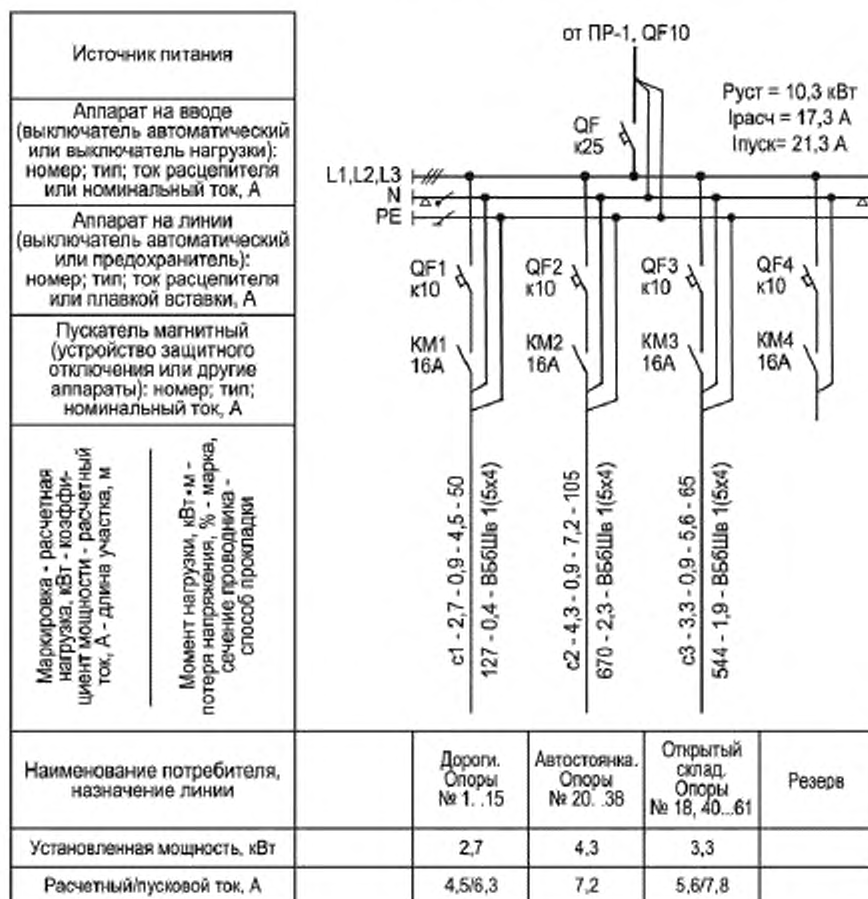 Источник питания
Аппарат на вводе
(выключатель автоматический
или выключатель нагрузки):
номер; тип; ток расцепителя
или номинальный ток, А
Аппарат на линии
(выключатель автоматический
или предохранитель):
номер; тип; ток расцепителя
или плавкой вставки, А
Пускатель магнитный
(устройство защитного
отключения или другие
аппараты): номер; тип;
номинальный ток, А
Маркировка - расчетная
нагрузка, кВт - коэффи-
циент мощности - расчетный
ток, А - длина участка, м
Момент нагрузки, кВт•м -
потеря напряжения, % - марка,
сечение проводника -
способ прокладки
от ПР-1, QF10
QF
к25
Pуст = 10,3 кВт
Iрасч = 17,3 А
Iпуск= 21,3 А
L1,L2,L3
N
PE
QF1
к10
QF2
к10
QF3
к10
QF4
к10
КМ1
16А
КМ2
16А
КМ3
16А
КМ4
16А
с1 - 2,7 - 0,9 - 4,5 - 50
127 - 0,4 - ВБбШв 1(5х4)
с2 - 4,3 - 0,9 - 7,2 - 105
670 - 2,3 - ВБбШв 1(5х4)
с3 - 3,3 - 0,9 - 5,6 - 65
544 - 1,9 - ВБбШв 1(5х4)
Наименование потребителя,
назначение линии
Дороги.
Опоры
№ 1. .15
Автостоянка.
Опоры
№ 20. .38
Открытый
склад.
Опоры
№ 18, 40...61
Резерв
Установленная мощность, кВт
2,7
4,3
3,3
Расчетный/пусковой ток, А
4,5/6,3
7,2
5,6/7,8